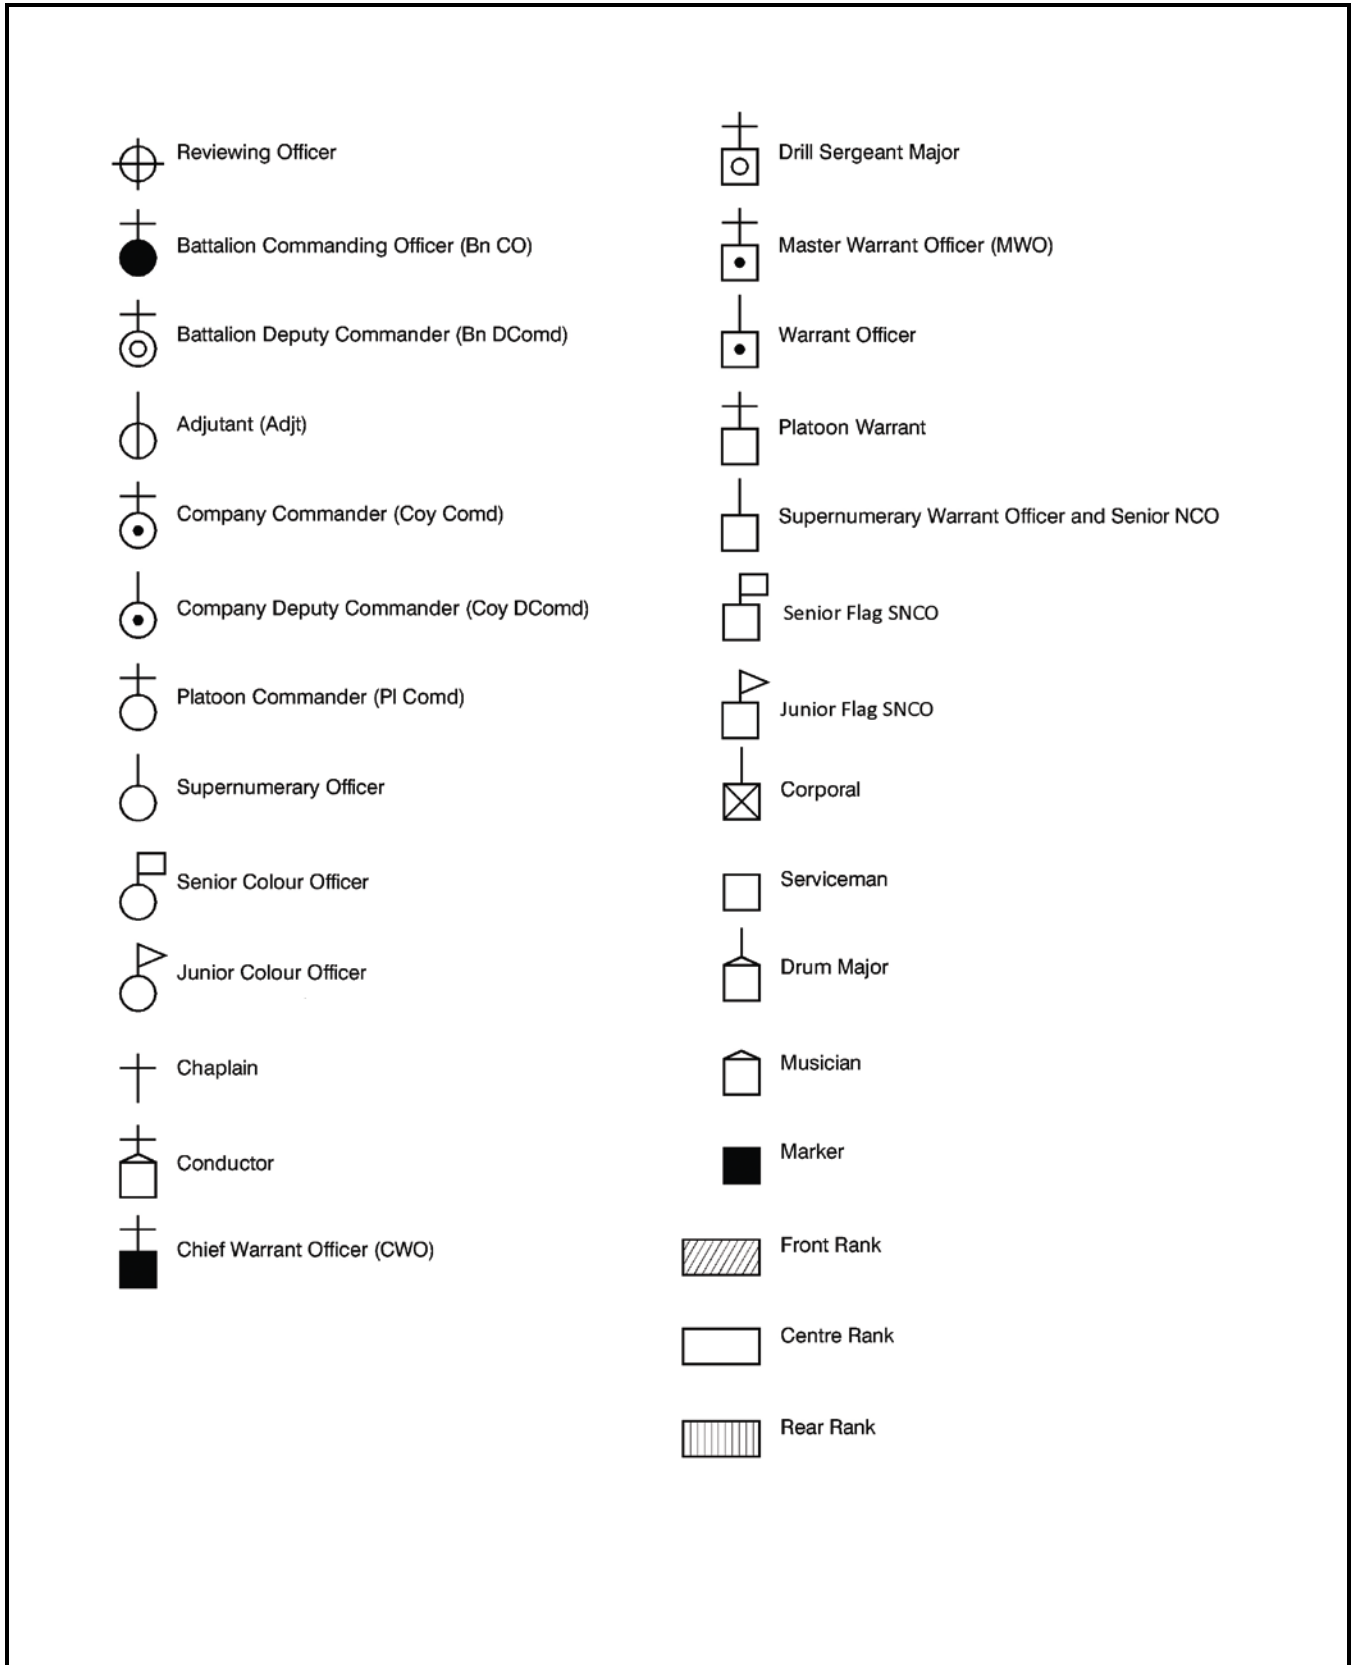 Reviewing Officer
Battalion Commanding Officer (Bn CO)
Battalion Deputy Commander (Bn DComd)
Adjutant (Adjt)
Company Commander (Coy Comd)
Company Deputy Commander (Coy DComd)
Platoon Commander (Pl Comd)
Supernumerary Officer
Senior Colour Officer
Junior Colour Officer
Chaplain
Conductor
Chief Warrant Officer (CWO)
Drill Sergeant Major
Master Warrant Officer (MWO)
Warrant Officer
Platoon Warrant
Supernumerary Warrant Officer and Senior NCO
Senior Flag SNCO
Junior Flag SNCO
Corporal
Serviceman
Drum Major
Musician
Marker
Front Rank
Centre Rank
Rear Rank